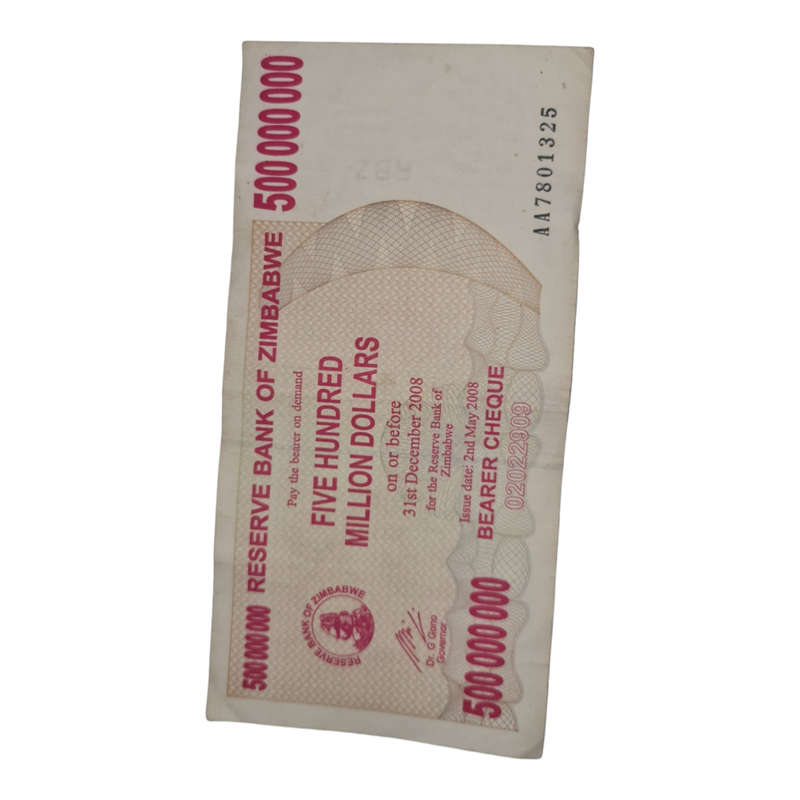 500 000 000
RESERVE BANK OF ZIMBABWE
500 000 000
Pay the bearer on demand
FIVE HUNDRED
MILLION DOLLARS
on or before
31st December 2008
for the Reserve Bank of
Zimbabwe
Issue date: 2nd May 2008
BEARER CHEQUE
02022909
RESERVE BANK OF ZIMBABWE
Dr. G Gono
Governor
500 000 000
AA7801325
RBZ